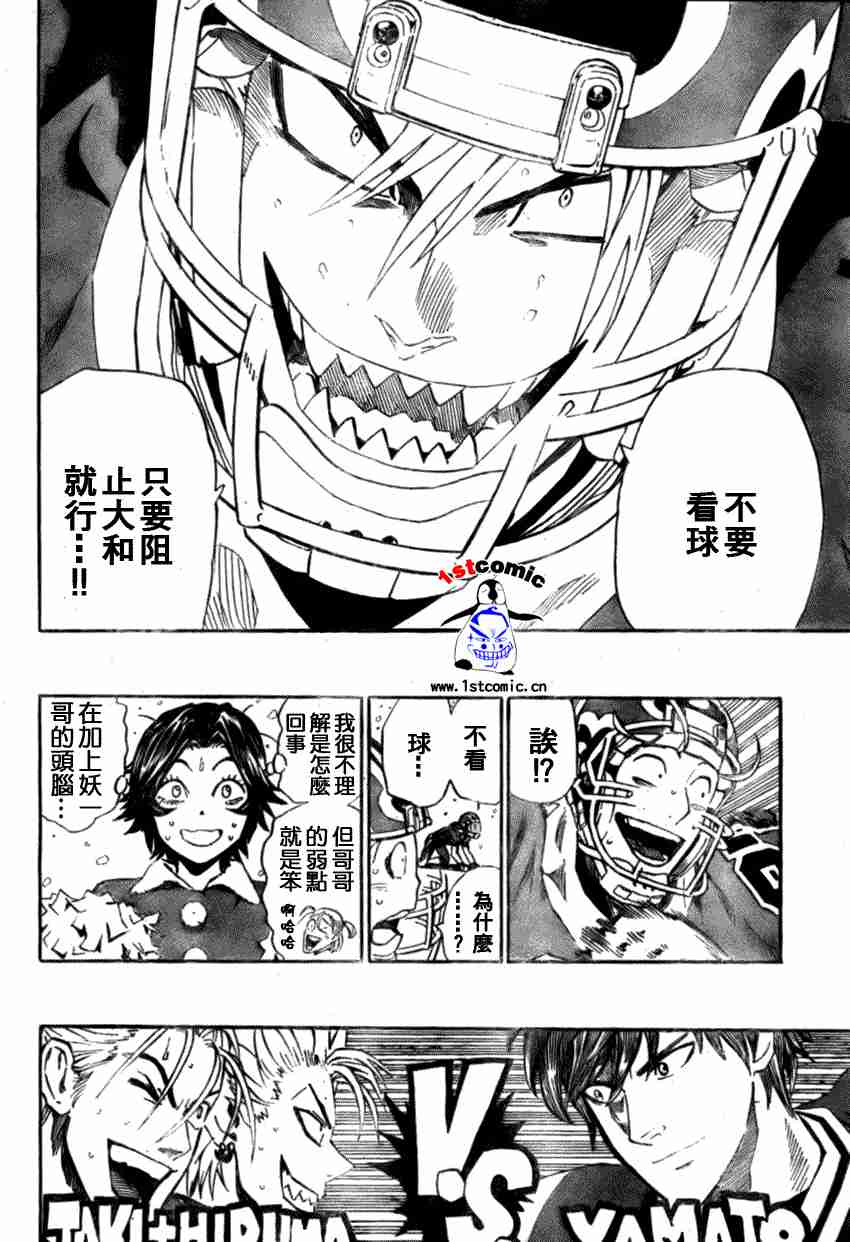 不要
看球
只要阻
止大和
就行…!!
1stcomic
www.1stcomic.cn
誒!?
不看
球…
為什麼
……?
我很不理
解是怎麼
回事
但哥哥
的弱點
就是笨
啊哈哈
在加上妖一
哥的頭腦…
TAKI+HIRUMA
V.S.
YAMATO